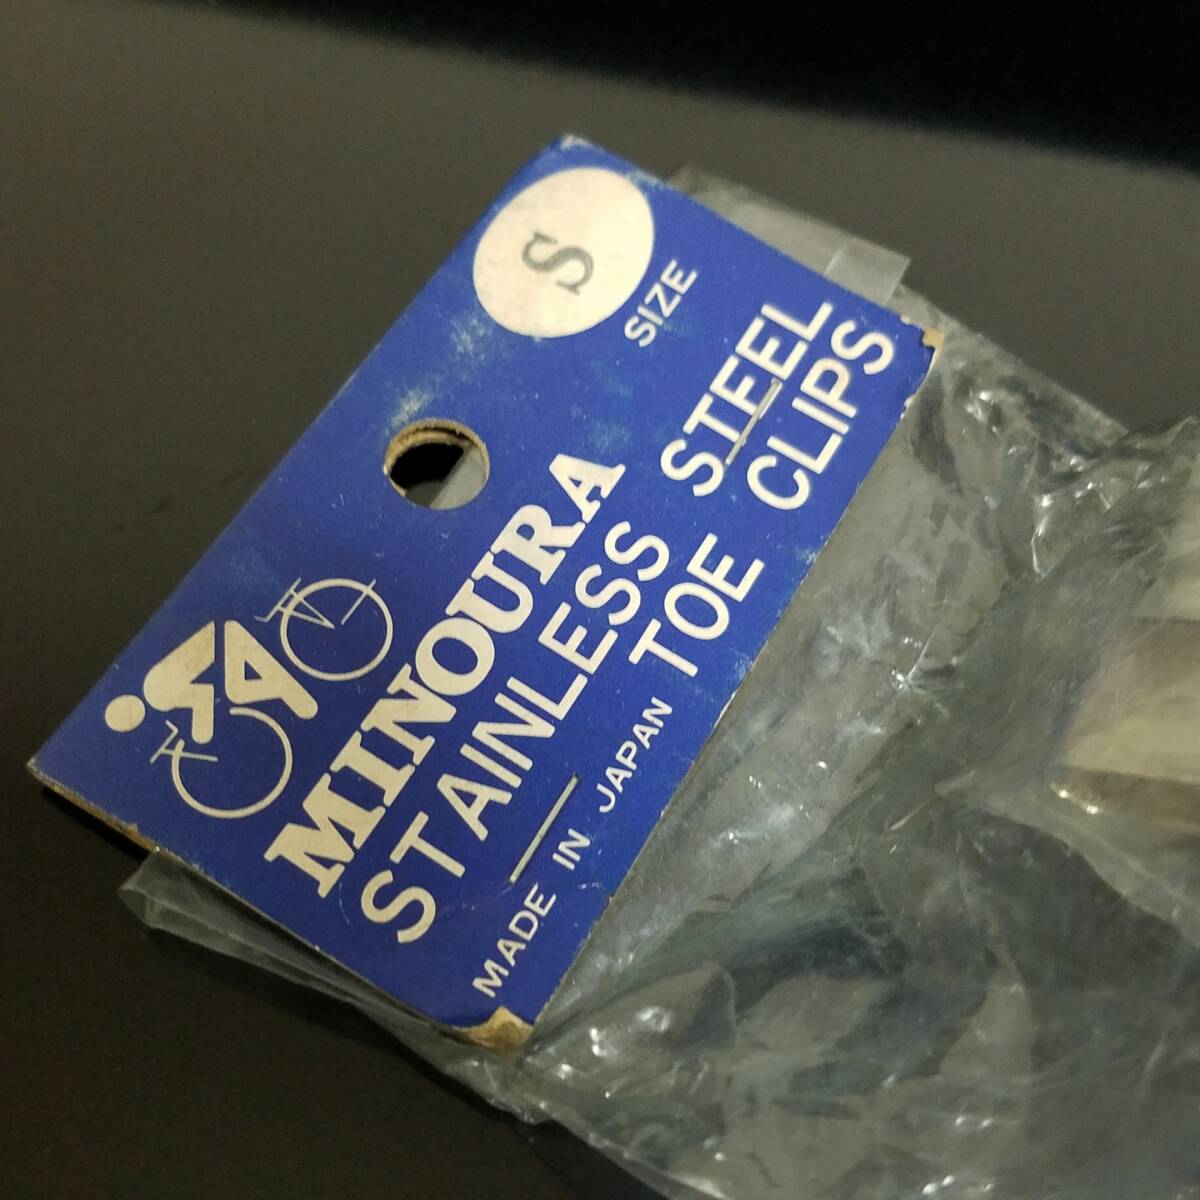 S
SIZE
MINOURA
STAINLESS STEEL
TOE CLIPS
MADE IN JAPAN